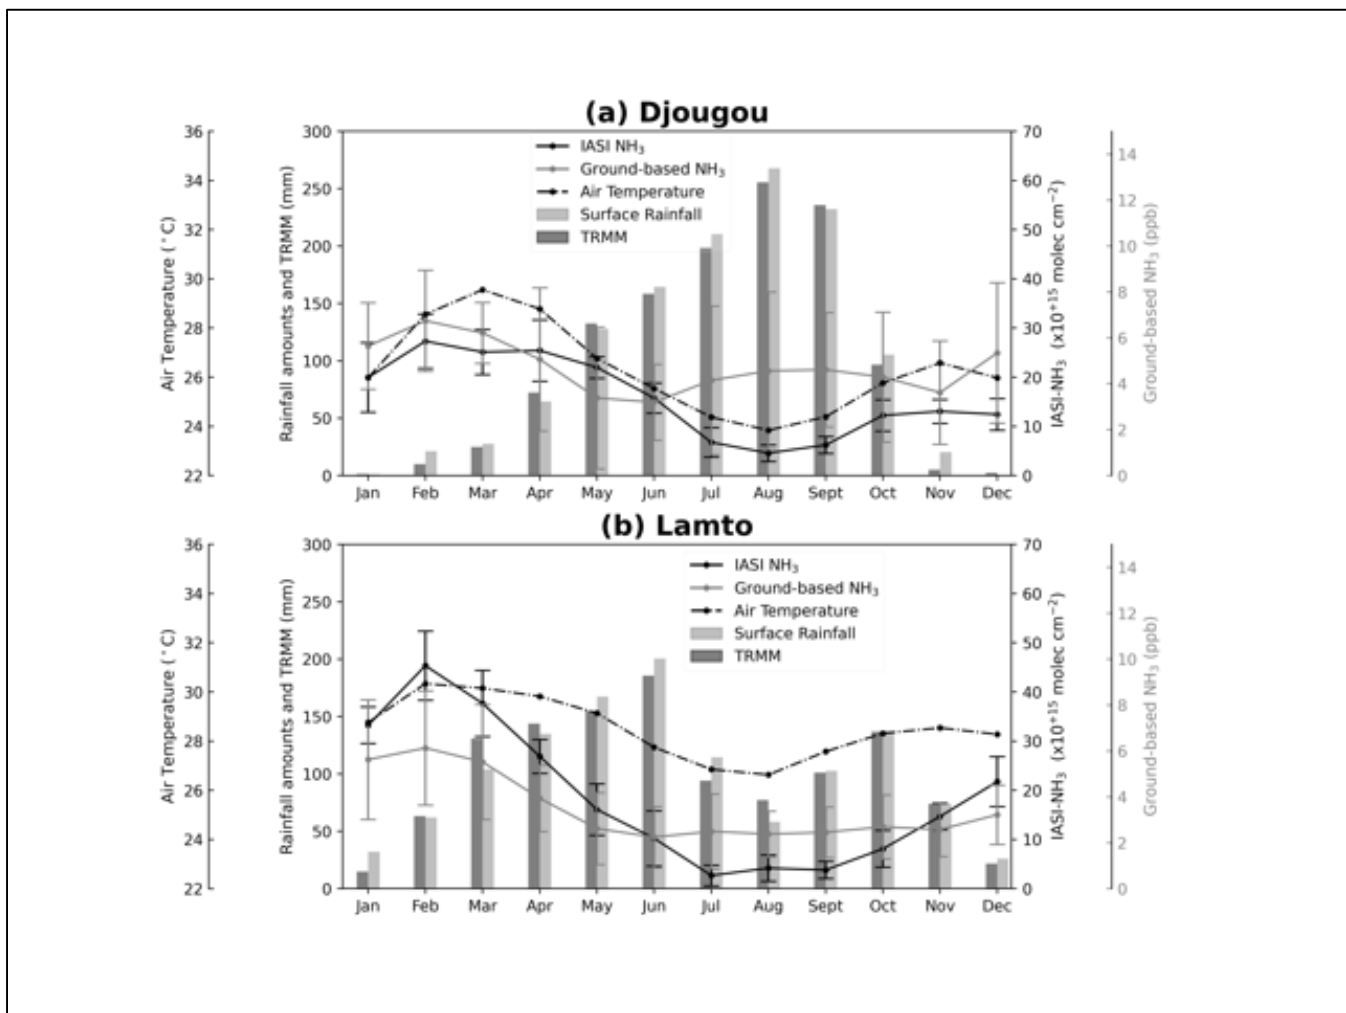 (a) Djougou
36
34
32
30
28
26
24
22
Air Temperature (°C)
300
250
200
150
100
50
0
Rainfall amounts and TRMM (mm)
IASI NH₃
Ground-based NH₃
Air Temperature
Surface Rainfall
TRMM
70
60
50
40
30
20
10
0
IASI-NH₃ (x10⁺¹⁵ molec cm⁻²)
14
12
10
8
6
4
2
0
Ground-based NH₃ (ppb)
Jan Feb Mar Apr May Jun Jul Aug Sept Oct Nov Dec
(b) Lamto
36
34
32
30
28
26
24
22
Air Temperature (°C)
300
250
200
150
100
50
0
Rainfall amounts and TRMM (mm)
IASI NH₃
Ground-based NH₃
Air Temperature
Surface Rainfall
TRMM
70
60
50
40
30
20
10
0
IASI-NH₃ (x10⁺¹⁵ molec cm⁻²)
14
12
10
8
6
4
2
0
Ground-based NH₃ (ppb)
Jan Feb Mar Apr May Jun Jul Aug Sept Oct Nov Dec